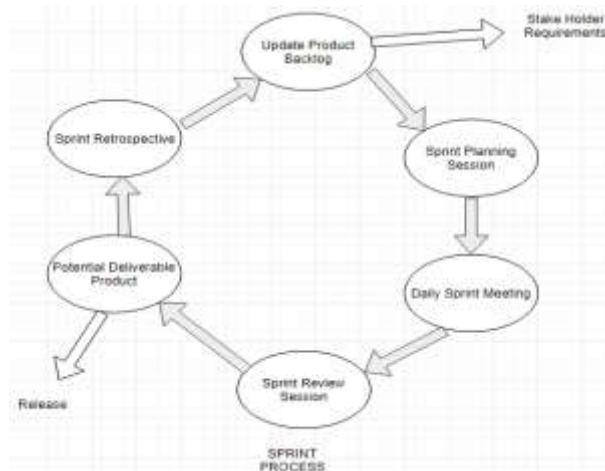 Stake Holder
Requirements
Update Product
Backlog
Sprint Retrospective
Sprint Planning
Session
Potential Deliverable
Product
Daily Sprint Meeting
Sprint Review
Session
Release
SPRINT
PROCESS